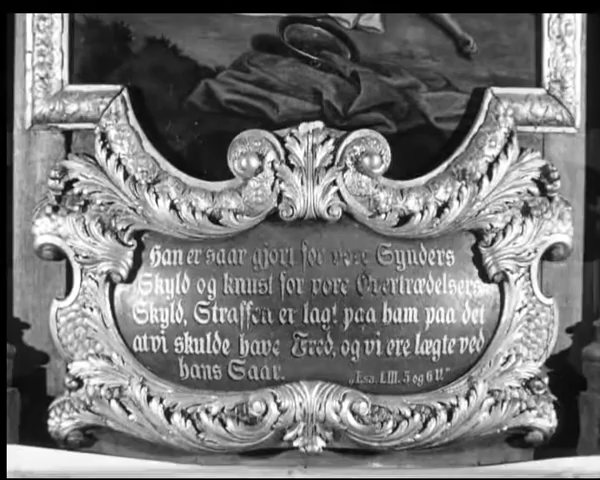 Han er saar gjort for vore Synders
Skyld og knust for vore Overtrædelsers
Skyld, Straffen er lagt paa ham paa det
at vi skulde have Fred, og vi ere lægte ved
hans Saar.
„Esa. LIII. 5 og 6 V."